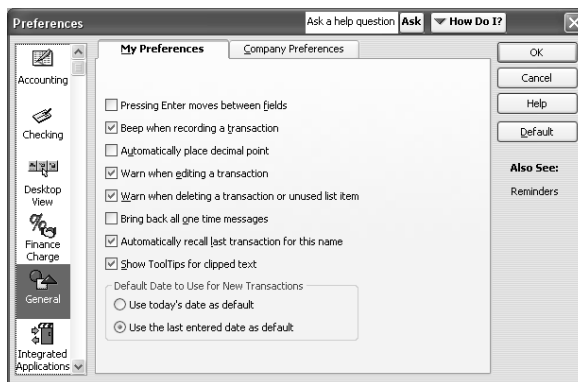 Preferences
Ask a help question Ask How Do I?
My Preferences
Company Preferences
Accounting
Checking
Desktop
View
Finance
Charge
General
Integrated
Applications
Pressing Enter moves between fields
Beep when recording a transaction
Automatically place decimal point
Warn when editing a transaction
Warn when deleting a transaction or unused list item
Bring back all one time messages
Automatically recall last transaction for this name
Show ToolTips for clipped text
Default Date to Use for New Transactions
Use today's date as default
Use the last entered date as default
OK
Cancel
Help
Default
Also See:
Reminders